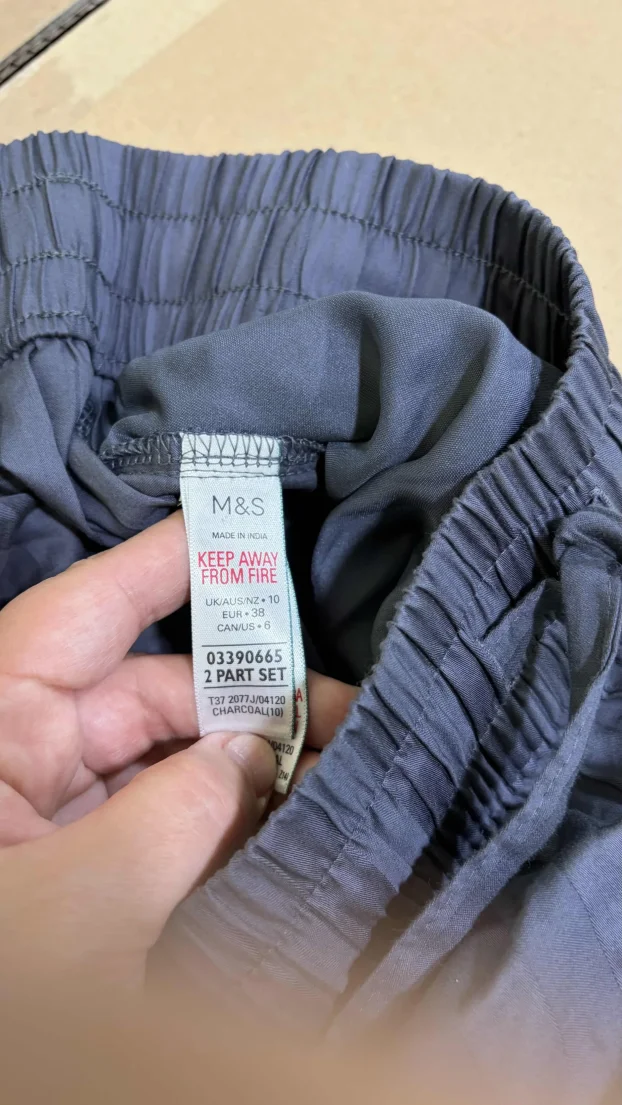 M&S
MADE IN INDIA
KEEP AWAY
FROM FIRE
UK/AUS/NZ • 10
EUR • 38
CAN/US • 6
03390665
2 PART SET
T37 2077J/04120
CHARCOAL(10)
/04120